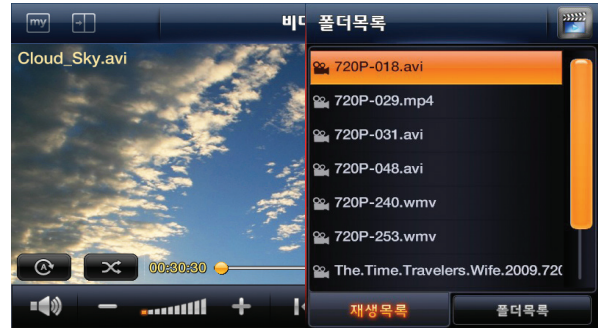 my
비디
폴더목록
Cloud_Sky.avi
720P-018.avi
720P-029.mp4
720P-031.avi
720P-048.avi
720P-240.wmv
720P-253.wmv
The.Time.Travelers.Wife.2009.720
A
00:30:30
재생목록
폴더목록